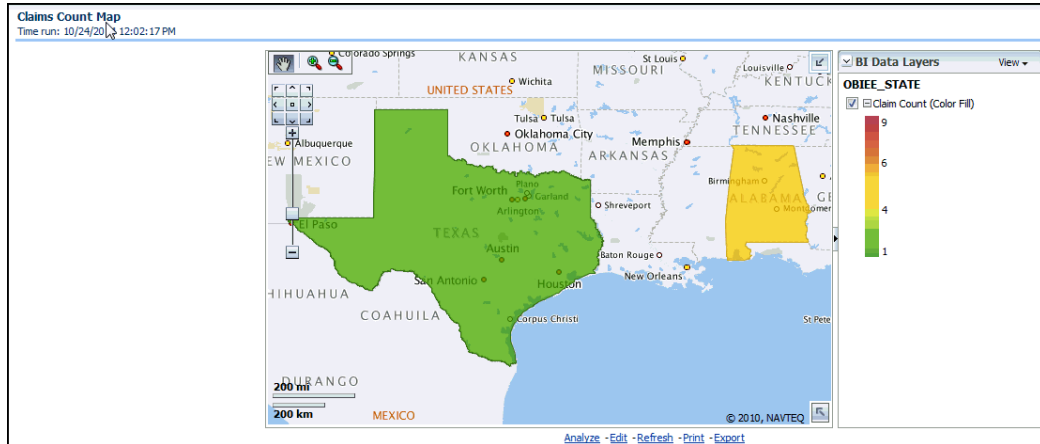 Claims Count Map
Time run: 10/24/20 12:02:17 PM
Colorado Springs
KANSAS
St Louis
MISSOURI
Louisville
KENTUCK
Wichita
UNITED STATES
Tulsa
Tulsa
Nashville
TENNESSEE
Oklahoma City
OKLAHOMA
Memphis
ARKANSAS
Albuquerque
EW MEXICO
Birmingham
ALABAMA
GE
Montgomer
Plano
Fort Worth
Garland
Arlington
Shreveport
El Paso
TEXAS
Austin
Baton Rouge
New Orleans
San Antonio
Houston
HIHUAHUA
COAHUILA
Corpus Christi
St Pete
DURANGO
200 mi
200 km
MEXICO
© 2010, NAVTEQ
BI Data Layers View
OBIEE_STATE
Claim Count (Color Fill)
9
6
4
1
Analyze - Edit - Refresh - Print - Export